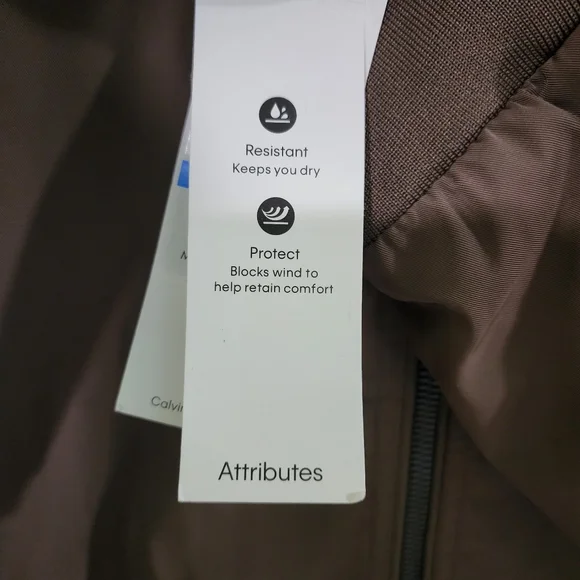 Resistant
Keeps you dry
Protect
Blocks wind to
help retain comfort
Attributes